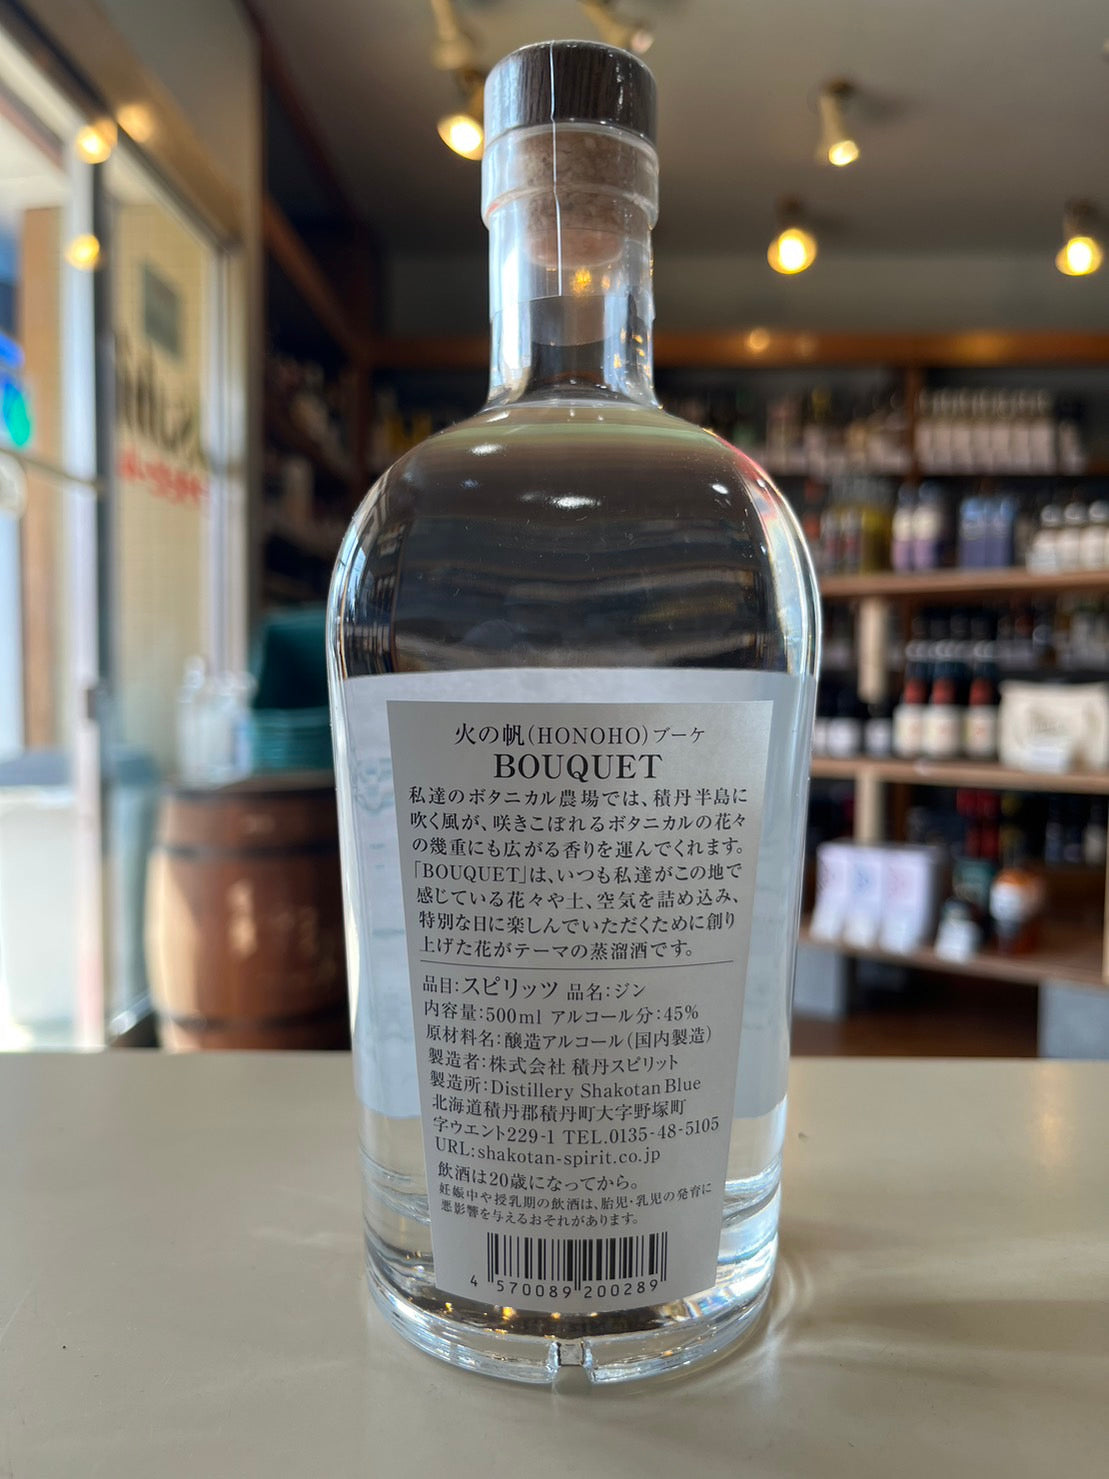 火の帆(HONOHO)ブーケ
BOUQUET
私達のボタニカル農場では、積丹半島に
吹く風が、咲きこぼれるボタニカルの花々
の幾重にも広がる香りを運んでくれます。
「BOUQUET」は、いつも私達がこの地で
感じている花々や土、空気を詰め込み、
特別な日に楽しんでいただくために創り
上げた花がテーマの蒸溜酒です。
品目:スピリッツ 品名:ジン
内容量:500ml アルコール分:45%
原材料名:醸造アルコール(国内製造)
製造者:株式会社 積丹スピリット
製造所:Distillery Shakotan Blue
北海道積丹郡積丹町大字野塚町
字ウエント229-1 TEL.0135-48-5105
URL:shakotan-spirit.co.jp
飲酒は20歳になってから。
妊娠中や授乳期の飲酒は、胎児・乳児の発育に
悪影響を与えるおそれがあります。
4 570089 200289